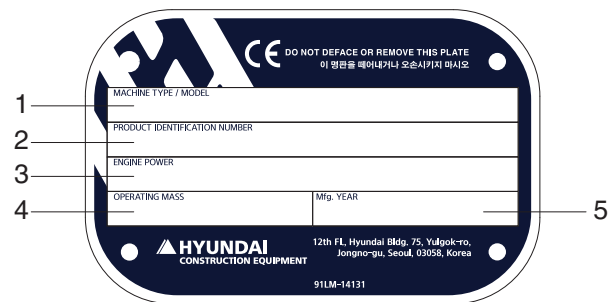 CE DO NOT DEFACE OR REMOVE THIS PLATE
이 명판을 떼어내거나 오손시키지 마시오
1 MACHINE TYPE / MODEL
2 PRODUCT IDENTIFICATION NUMBER
3 ENGINE POWER
4 OPERATING MASS Mfg. YEAR 5
HYUNDAI
CONSTRUCTION EQUIPMENT
12th FL, Hyundai Bldg. 75, Yulgok-ro,
Jongno-gu, Seoul, 03058, Korea
91LM-14131